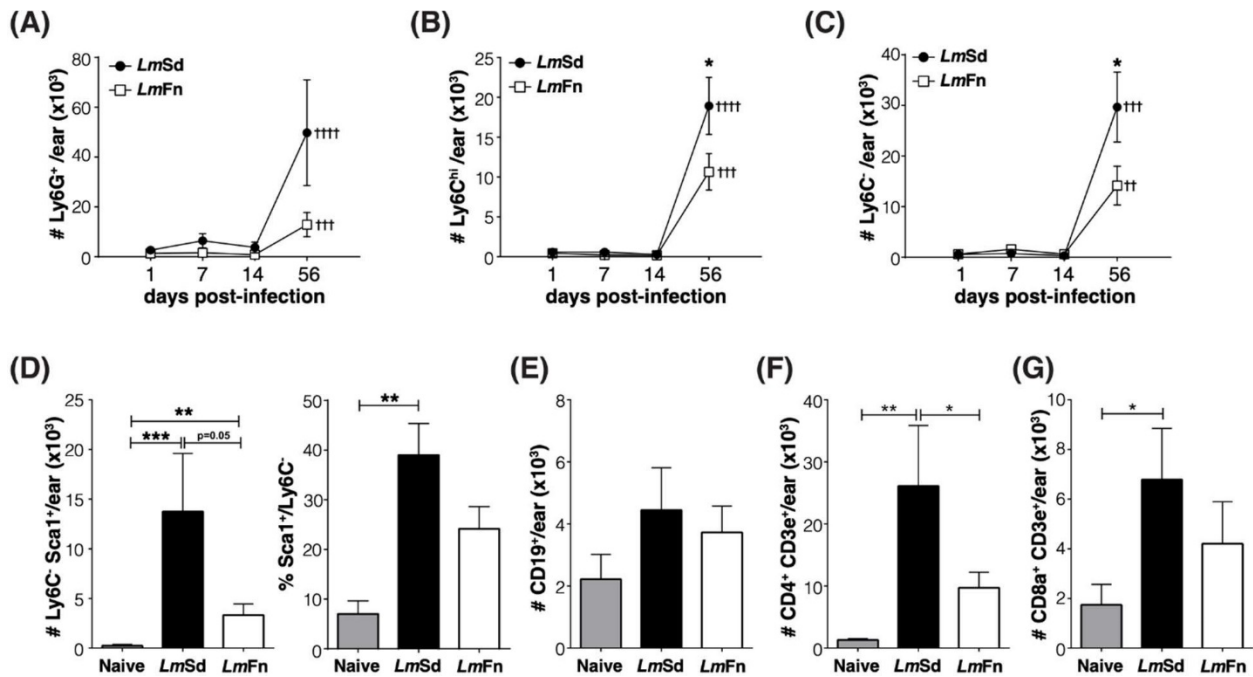 (A)
# Ly6G⁺/ear (x10³)
80
60
40
20
0
LmSd
LmFn
††††
†††
1 7 14 56
days post-infection
(B)
# Ly6Cʰⁱ/ear (x10³)
25
20
15
10
5
0
LmSd
LmFn
*
††††
†††
1 7 14 56
days post-infection
(C)
# Ly6C⁻/ear (x10³)
40
30
20
10
0
LmSd
LmFn
*
†††
††
1 7 14 56
days post-infection
(D)
# Ly6C⁻ Sca1⁺/ear (x10³)
25
20
15
10
5
0
**
*** p=0.05
Naive LmSd LmFn
% Sca1⁺/Ly6C⁻
50
40
30
20
10
0
**
Naive LmSd LmFn
(E)
# CD19⁺/ear (x10³)
8
6
4
2
0
Naive LmSd LmFn
(F)
# CD4⁺ CD3e⁺/ear (x10³)
40
30
20
10
0
** *
Naive LmSd LmFn
(G)
# CD8a⁺ CD3e⁺/ear (x10³)
10
8
6
4
2
0
*
Naive LmSd LmFn